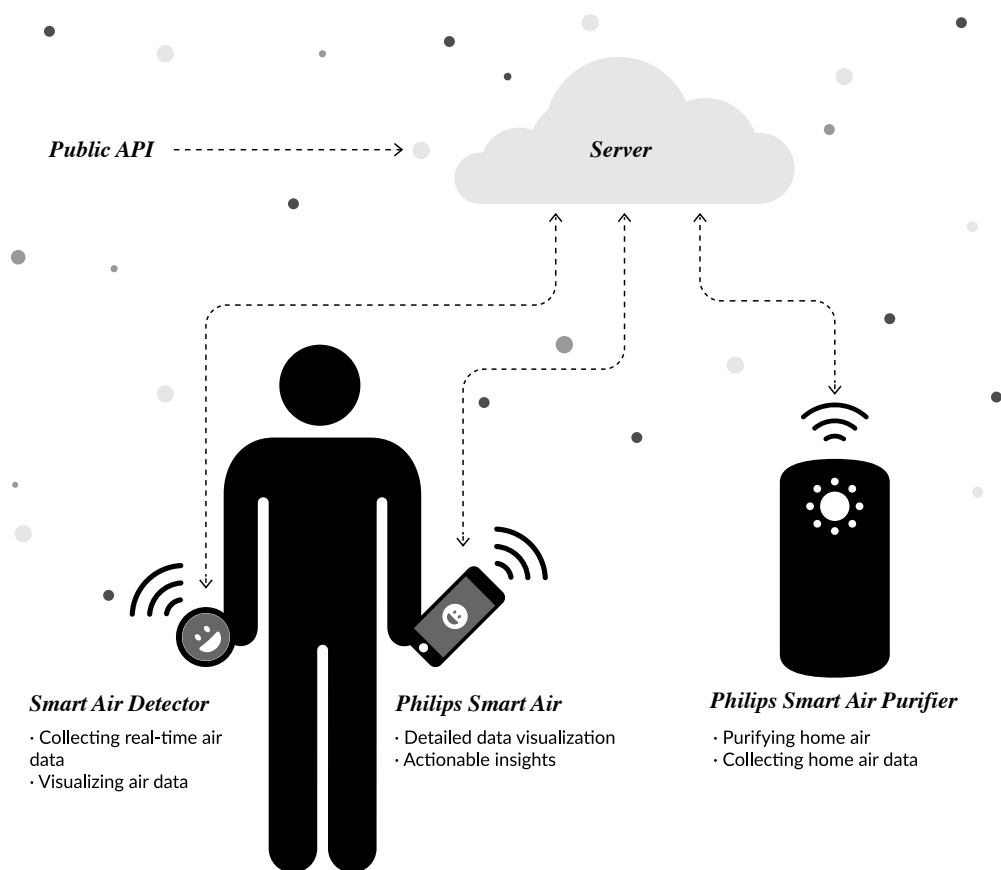 Public API
Server
Smart Air Detector
· Collecting real-time air
data
· Visualizing air data
Philips Smart Air
· Detailed data visualization
· Actionable insights
Philips Smart Air Purifier
· Purifying home air
· Collecting home air data